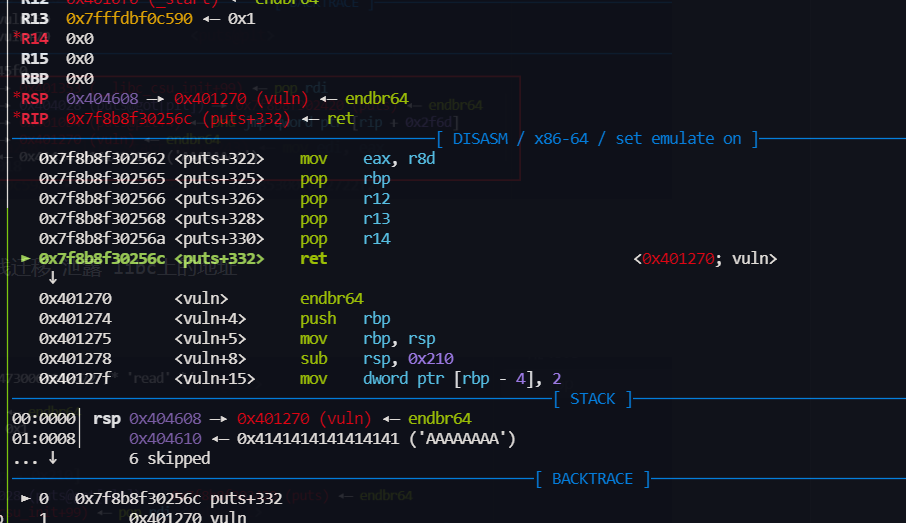 R12 0x4010f0 (_start) ◂— endbr64
R13 0x7fffdbf0c590 ◂— 0x1
*R14 0x0
R15 0x0
RBP 0x0
*RSP 0x404608 —▸ 0x401270 (vuln) ◂— endbr64
*RIP 0x7f8b8f30256c (puts+332) ◂— ret
[ DISASM / x86-64 / set emulate on ]
0x7f8b8f302562 <puts+322> mov eax, r8d
0x7f8b8f302565 <puts+325> pop rbp
0x7f8b8f302566 <puts+326> pop r12
0x7f8b8f302568 <puts+328> pop r13
0x7f8b8f30256a <puts+330> pop r14
► 0x7f8b8f30256c <puts+332> ret <0x401270; vuln>
↓
0x401270 <vuln> endbr64
0x401274 <vuln+4> push rbp
0x401275 <vuln+5> mov rbp, rsp
0x401278 <vuln+8> sub rsp, 0x210
0x40127f <vuln+15> mov dword ptr [rbp - 4], 2
[ STACK ]
00:0000│ rsp 0x404608 —▸ 0x401270 (vuln) ◂— endbr64
01:0008│ 0x404610 ◂— 0x4141414141414141 ('AAAAAAAA')
... ↓ 6 skipped
[ BACKTRACE ]
► 0 0x7f8b8f30256c puts+332
1 0x401270 vuln